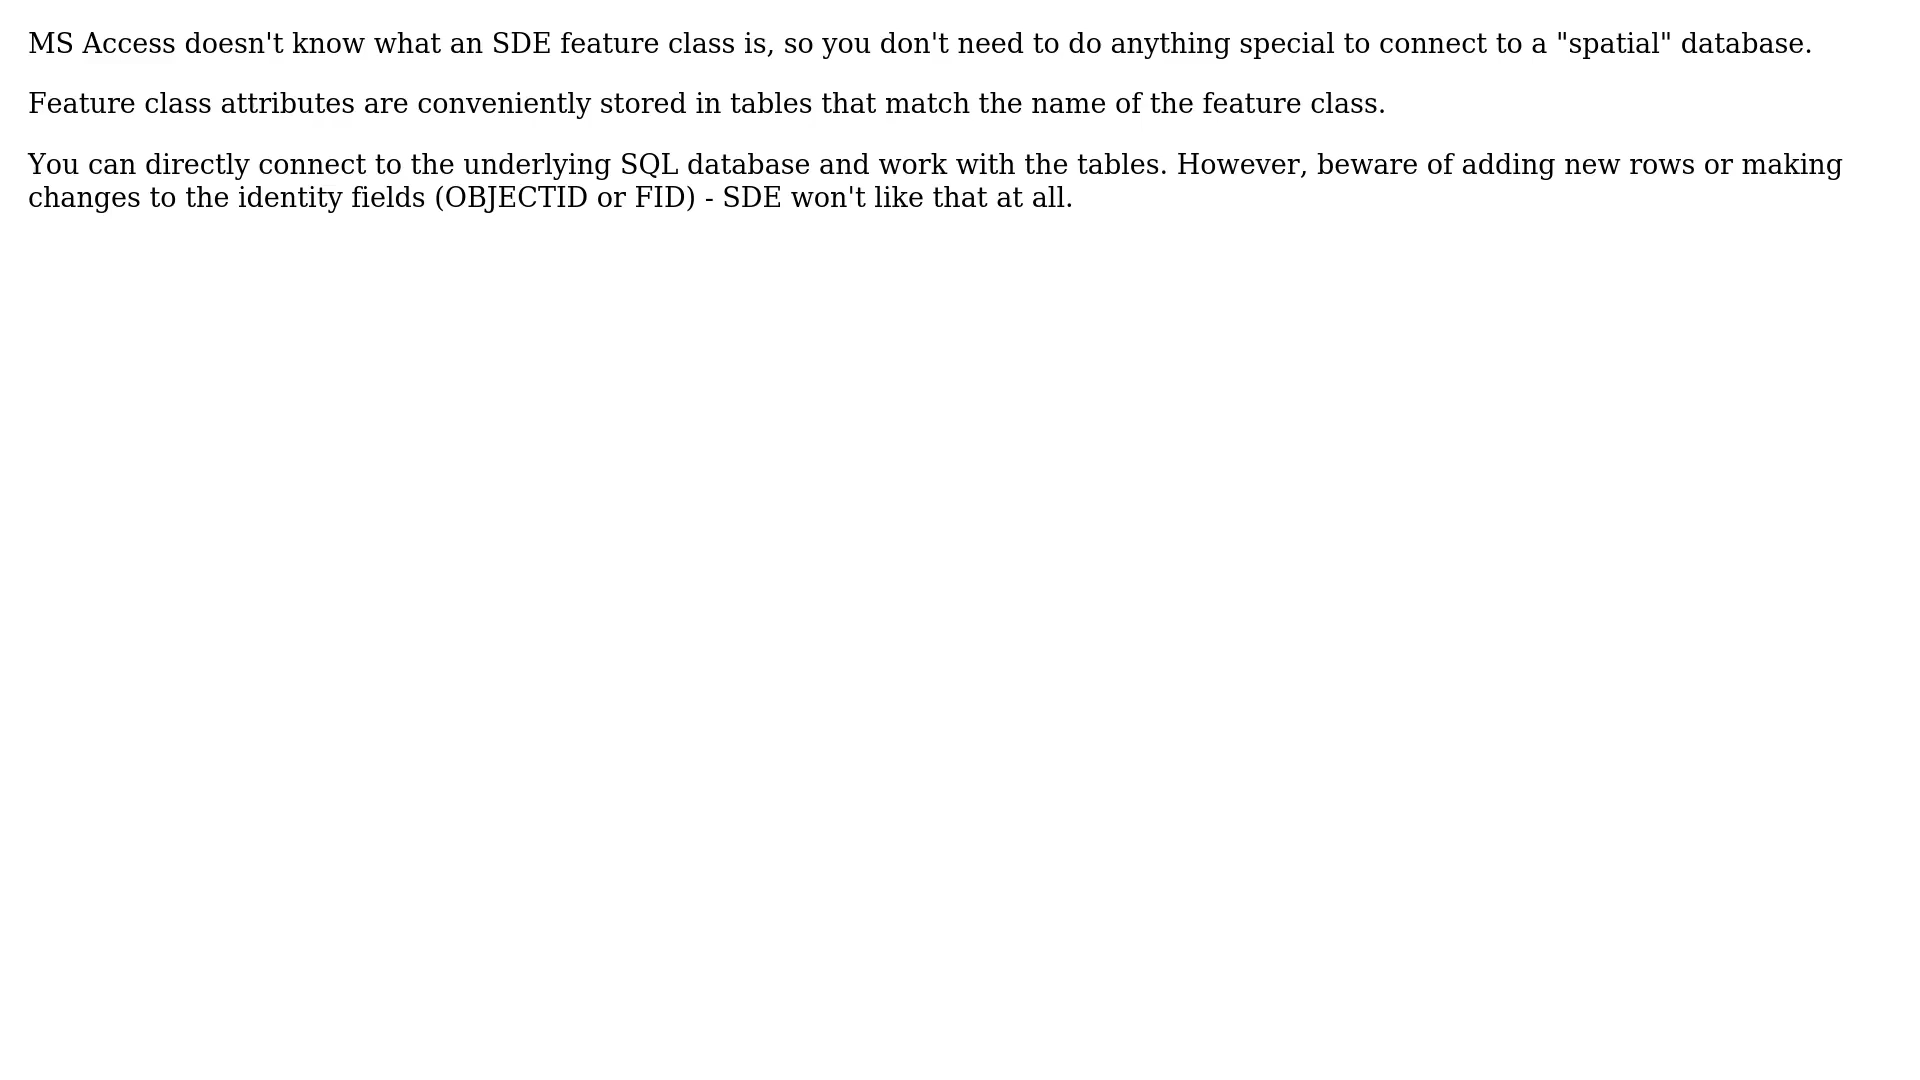 MS Access doesn't know what an SDE feature class is, so you don't need to do anything special to connect to a "spatial" database.
Feature class attributes are conveniently stored in tables that match the name of the feature class.
You can directly connect to the underlying SQL database and work with the tables. However, beware of adding new rows or making
changes to the identity fields (OBJECTID or FID) - SDE won't like that at all.